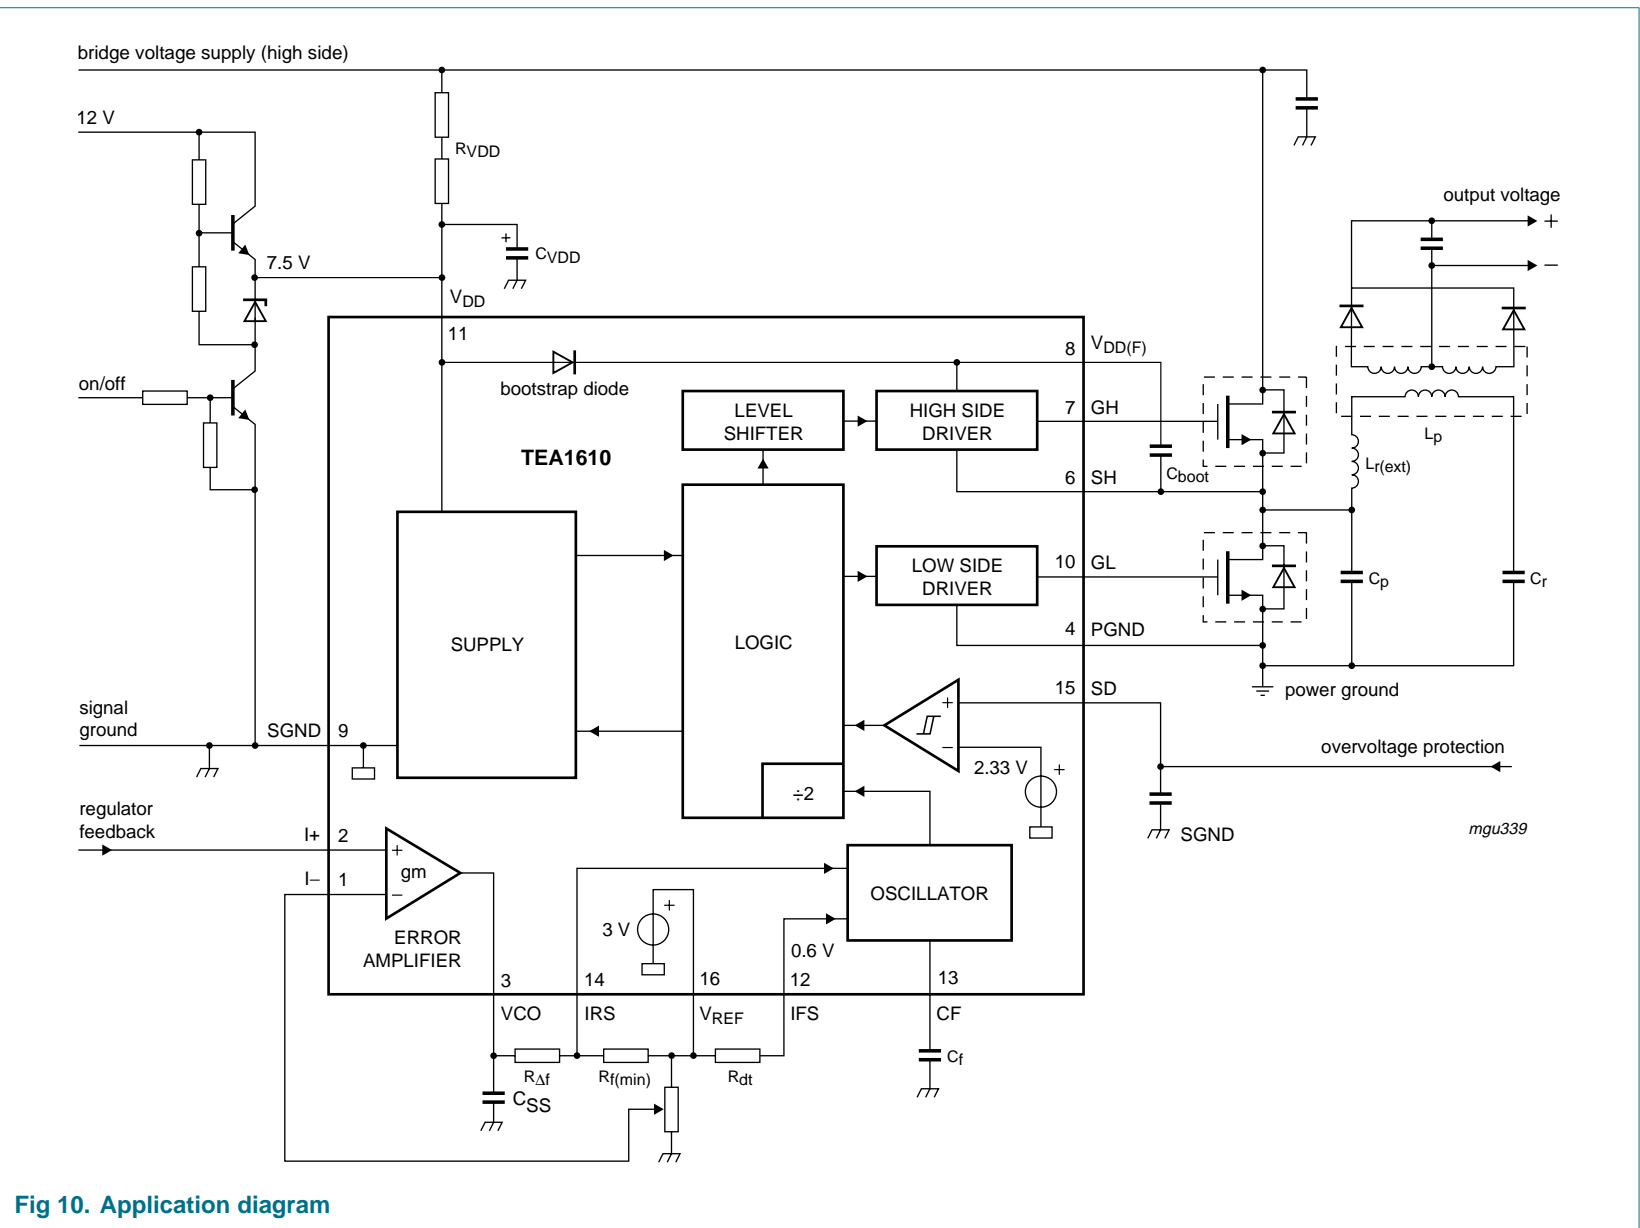 bridge voltage supply (high side)
12 V
RVDD
output voltage
+
−
+
CVDD
7.5 V
VDD
11
8
VDD(F)
bootstrap diode
on/off
LEVEL
SHIFTER
HIGH SIDE
DRIVER
7
GH
TEA1610
6
SH
Cboot
Lp
Lr(ext)
SUPPLY
LOGIC
LOW SIDE
DRIVER
10
GL
4
PGND
Cp
Cr
power ground
15
SD
signal
ground
SGND
9
+
−
2.33 V
+
overvoltage protection
÷2
SGND
mgu339
regulator
feedback
I+
2
I−
1
+
gm
−
ERROR
AMPLIFIER
OSCILLATOR
3 V
+
0.6 V
3
14
16
12
13
VCO
IRS
VREF
IFS
CF
RΔf
Rf(min)
Rdt
Cf
CSS
Fig 10. Application diagram